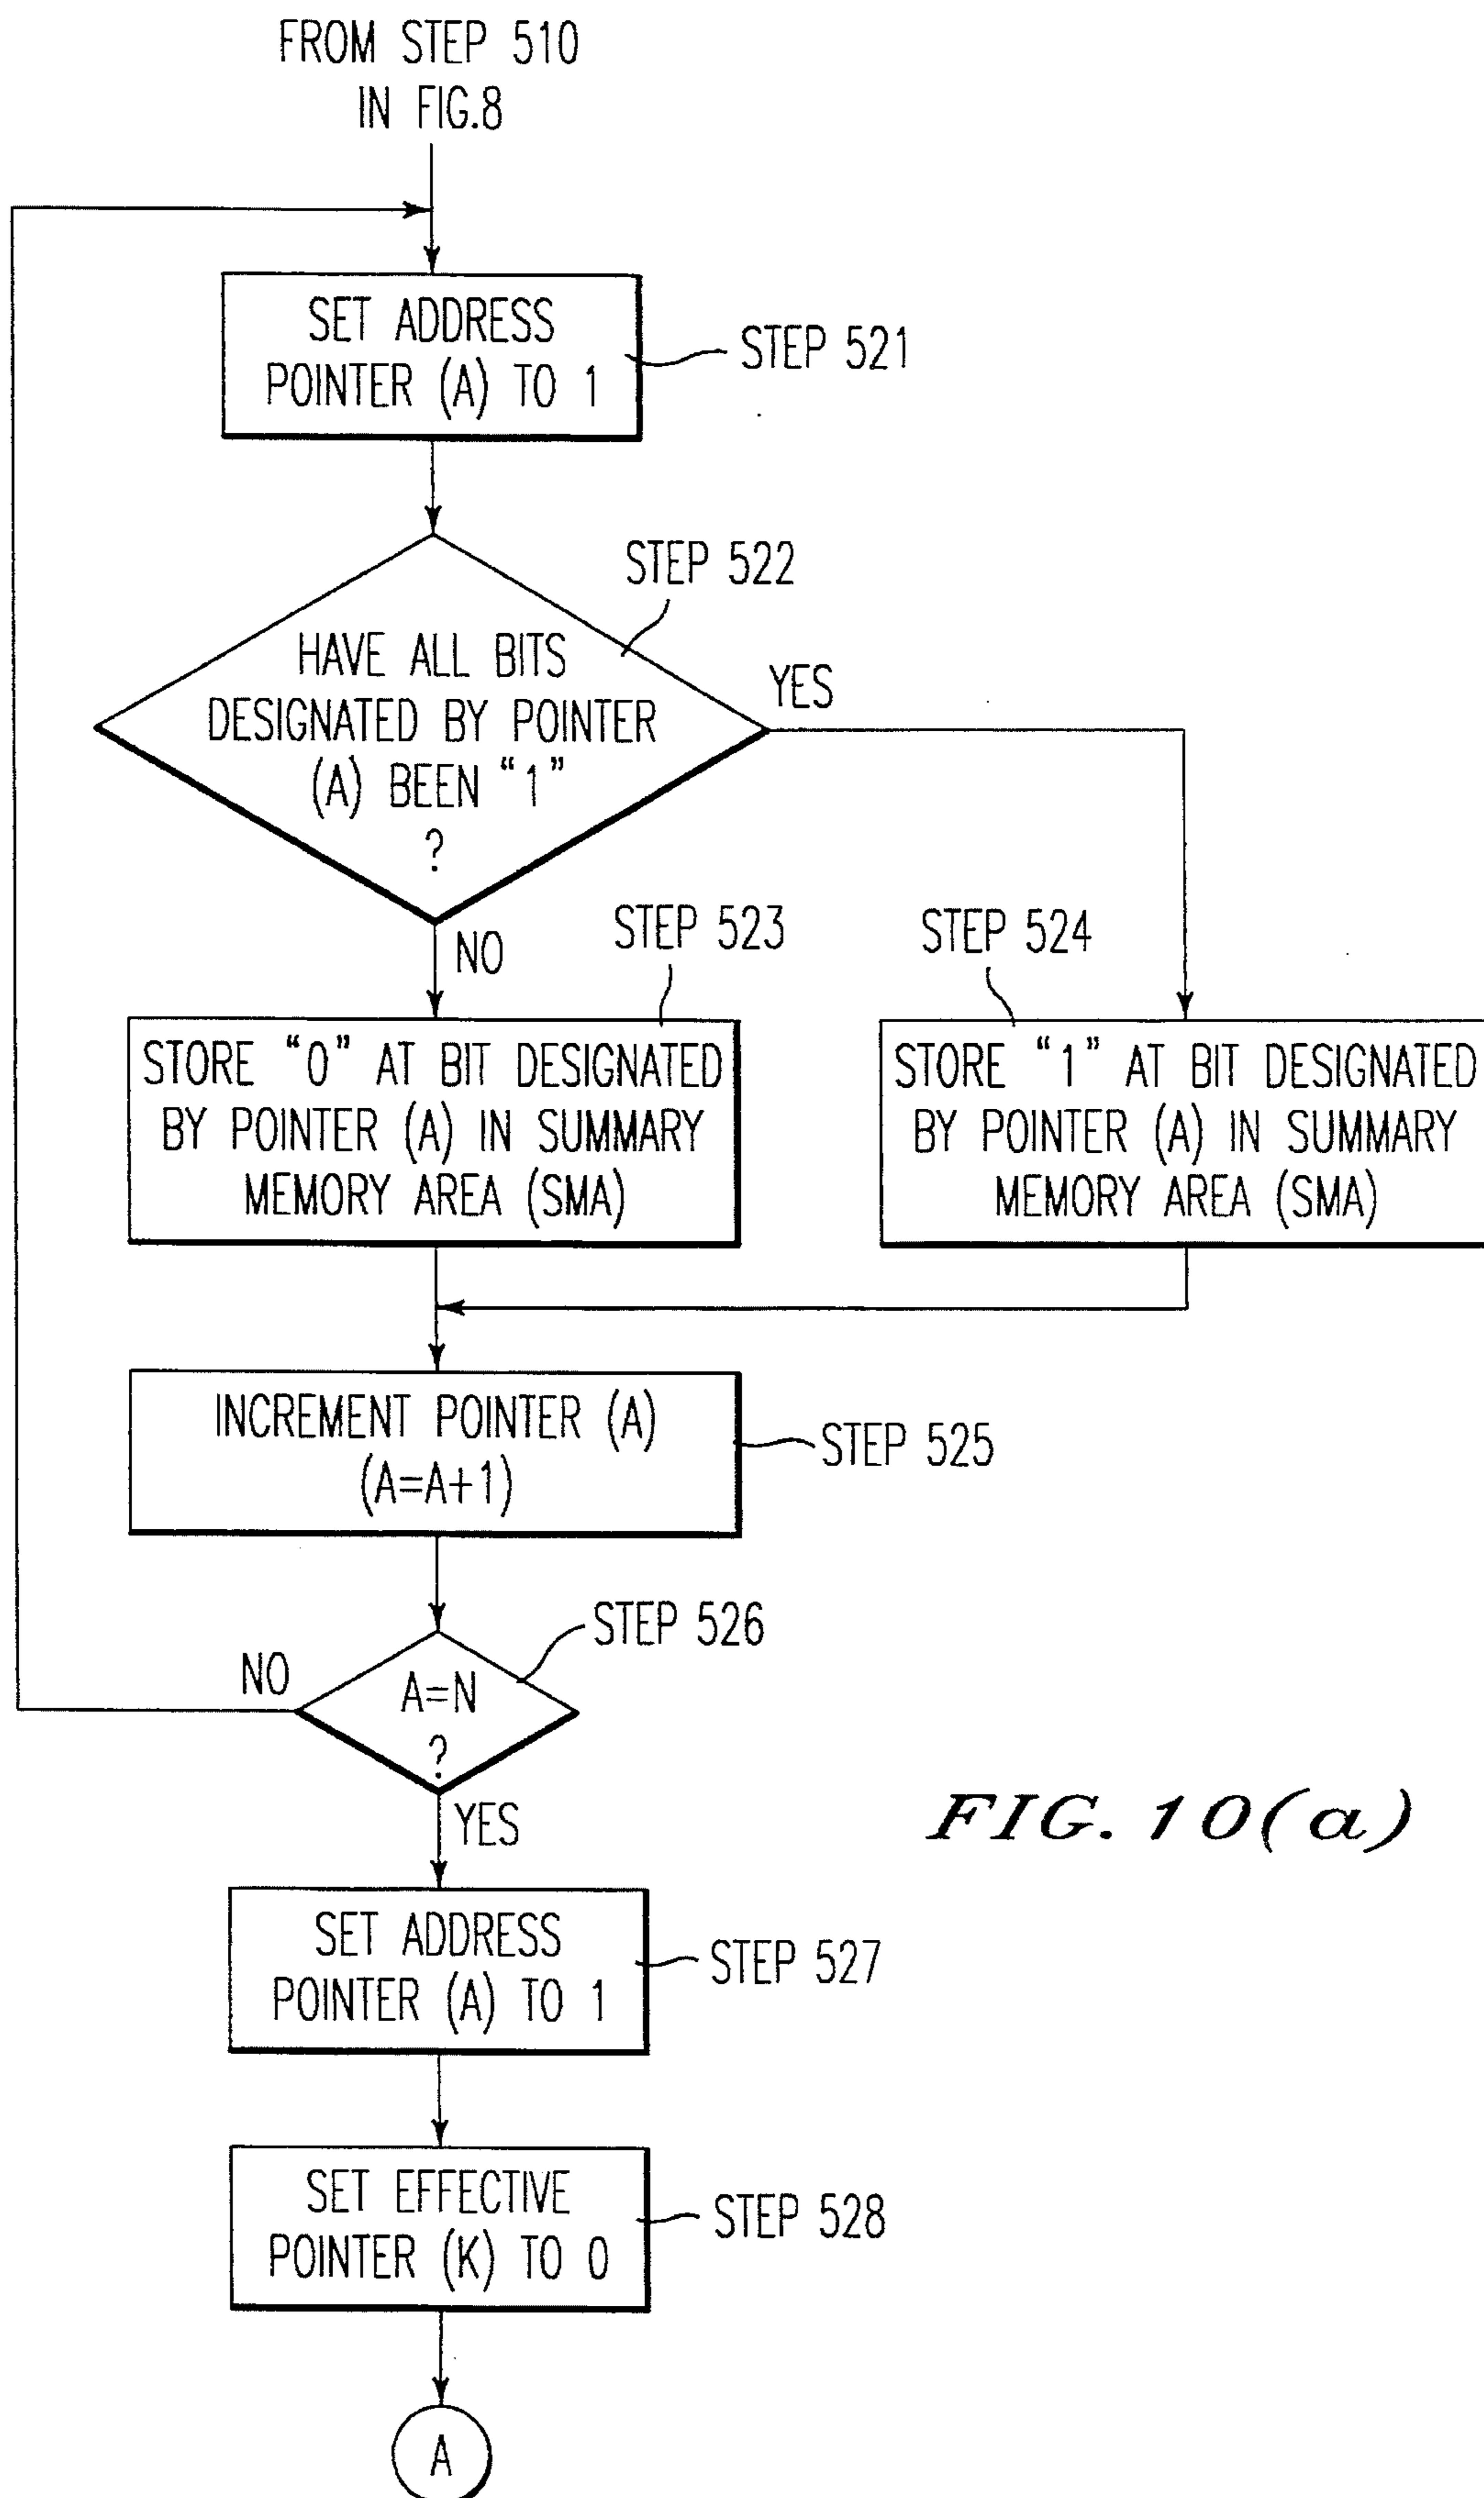 FROM STEP 510
IN FIG.8
SET ADDRESS
POINTER (A) TO 1
STEP 521
STEP 522
HAVE ALL BITS
DESIGNATED BY POINTER
(A) BEEN “1”
?
YES
NO
STEP 523
STEP 524
STORE “0” AT BIT DESIGNATED
BY POINTER (A) IN SUMMARY
MEMORY AREA (SMA)
STORE “1” AT BIT DESIGNATED
BY POINTER (A) IN SUMMARY
MEMORY AREA (SMA)
INCREMENT POINTER (A)
(A=A+1)
STEP 525
STEP 526
NO
A=N
?
YES
FIG. 10(a)
SET ADDRESS
POINTER (A) TO 1
STEP 527
SET EFFECTIVE
POINTER (K) TO 0
STEP 528
A